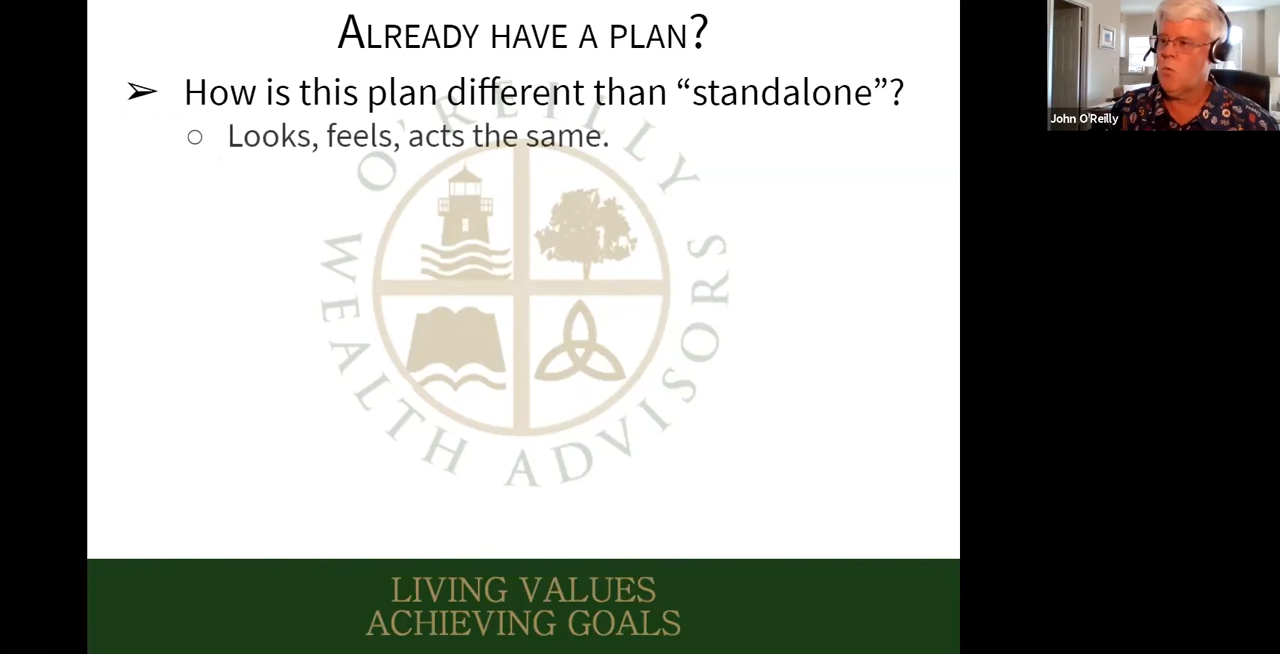 ALREADY HAVE A PLAN?
➢ How is this plan different than “standalone”?
○ Looks, feels, acts the same.
O'REILLY
WEALTH ADVISORS
LIVING VALUES
ACHIEVING GOALS
John O'Reilly